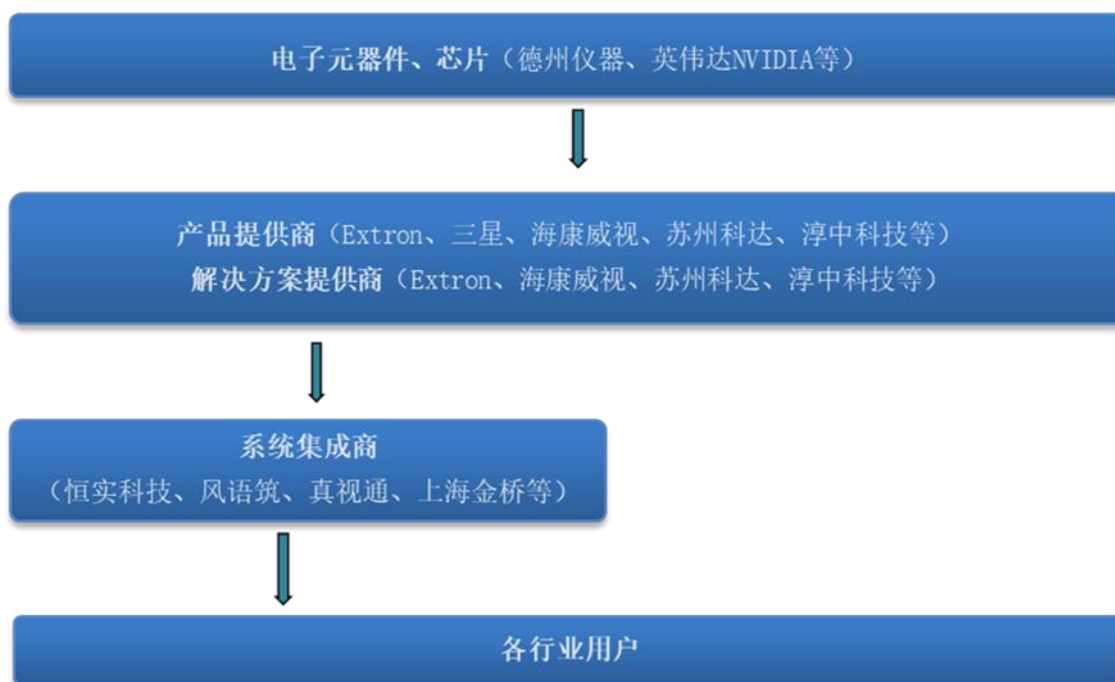 电子元器件、芯片（德州仪器、英伟达NVIDIA等）
产品提供商（Extron、三星、海康威视、苏州科达、淳中科技等）
解决方案提供商（Extron、海康威视、苏州科达、淳中科技等）
系统集成商
（恒实科技、风语筑、真视通、上海金桥等）
各行业用户